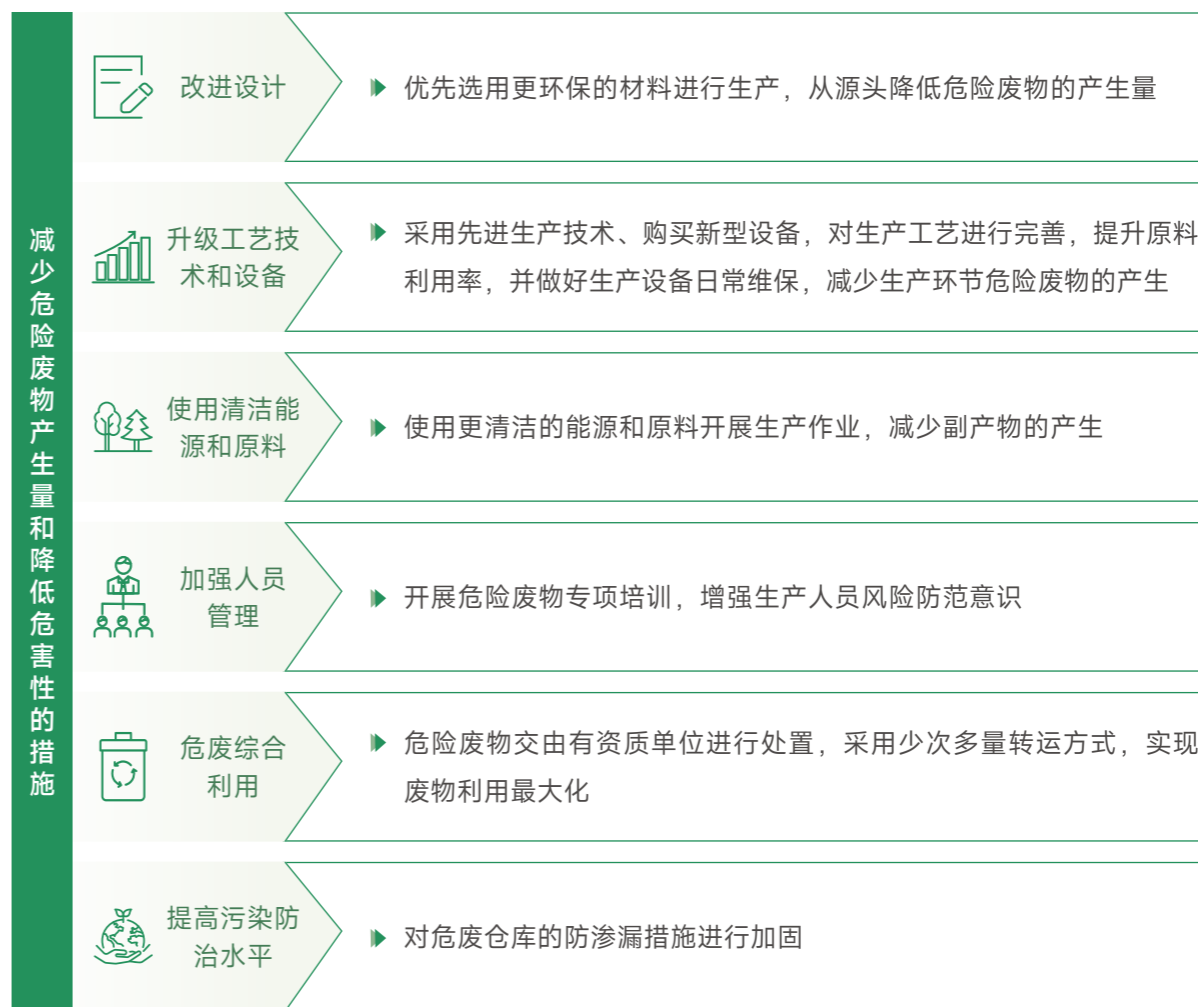 减少危险废物产生量和降低危害性的措施
改进设计
优先选用更环保的材料进行生产，从源头降低危险废物的产生量
升级工艺技
术和设备
采用先进生产技术、购买新型设备，对生产工艺进行完善，提升原料
利用率，并做好生产设备日常维保，减少生产环节危险废物的产生
使用清洁能
源和原料
使用更清洁的能源和原料开展生产作业，减少副产物的产生
加强人员
管理
开展危险废物专项培训，增强生产人员风险防范意识
危废综合
利用
危险废物交由有资质单位进行处置，采用少次多量转运方式，实现
废物利用最大化
提高污染防
治水平
对危废仓库的防渗漏措施进行加固